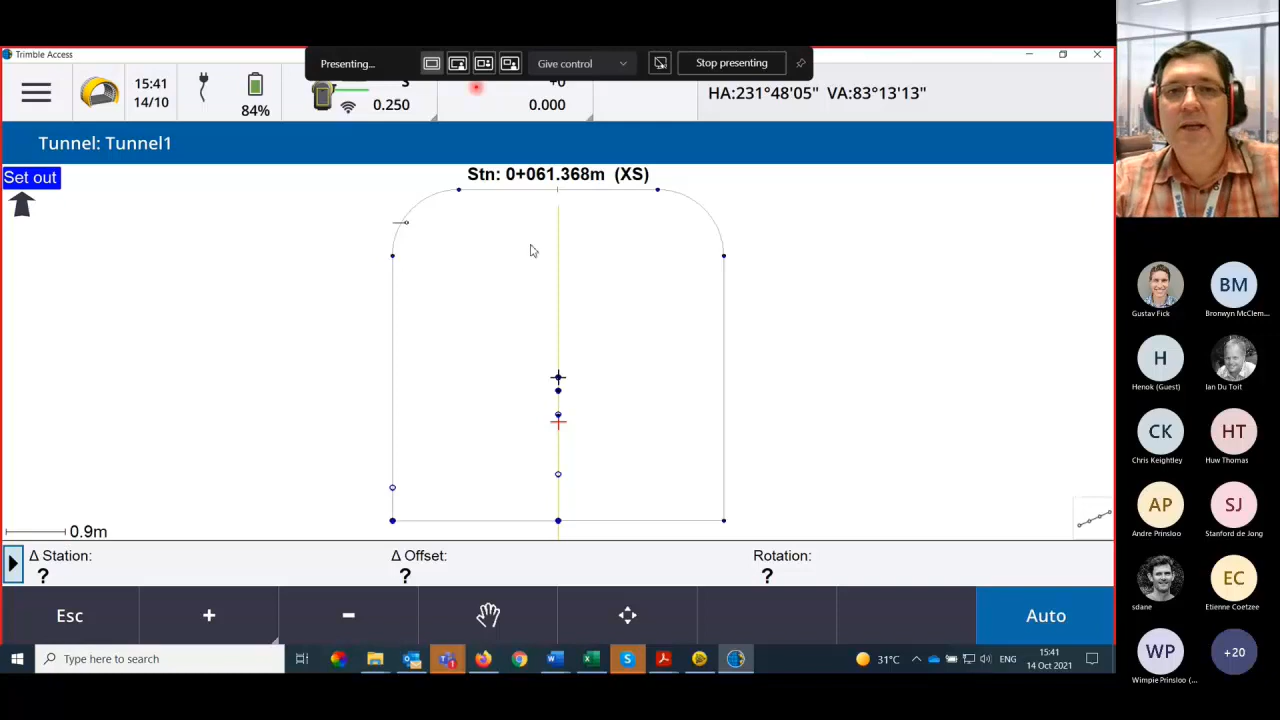 Trimble Access
Presenting...
Give control
Stop presenting
15:41
14/10
84%
0.250
0.000
HA:231°48'05" VA:83°13'13"
Tunnel: Tunnel1
Set out
Stn: 0+061.368m (XS)
0.9m
Δ Station:
?
Δ Offset:
?
Rotation:
?
Esc
+
-
Auto
Type here to search
31°C
ENG
15:41
14 Oct 2021
Gustav Fick
BM
Bronwyn McClem...
H
Henok (Guest)
Ian Du Toit
CK
Chris Keightley
HT
Huw Thomas
AP
Andre Prinsloo
SJ
Stanford de Jong
sdane
EC
Etienne Coetzee
WP
Wimpie Prinsloo (...
+20